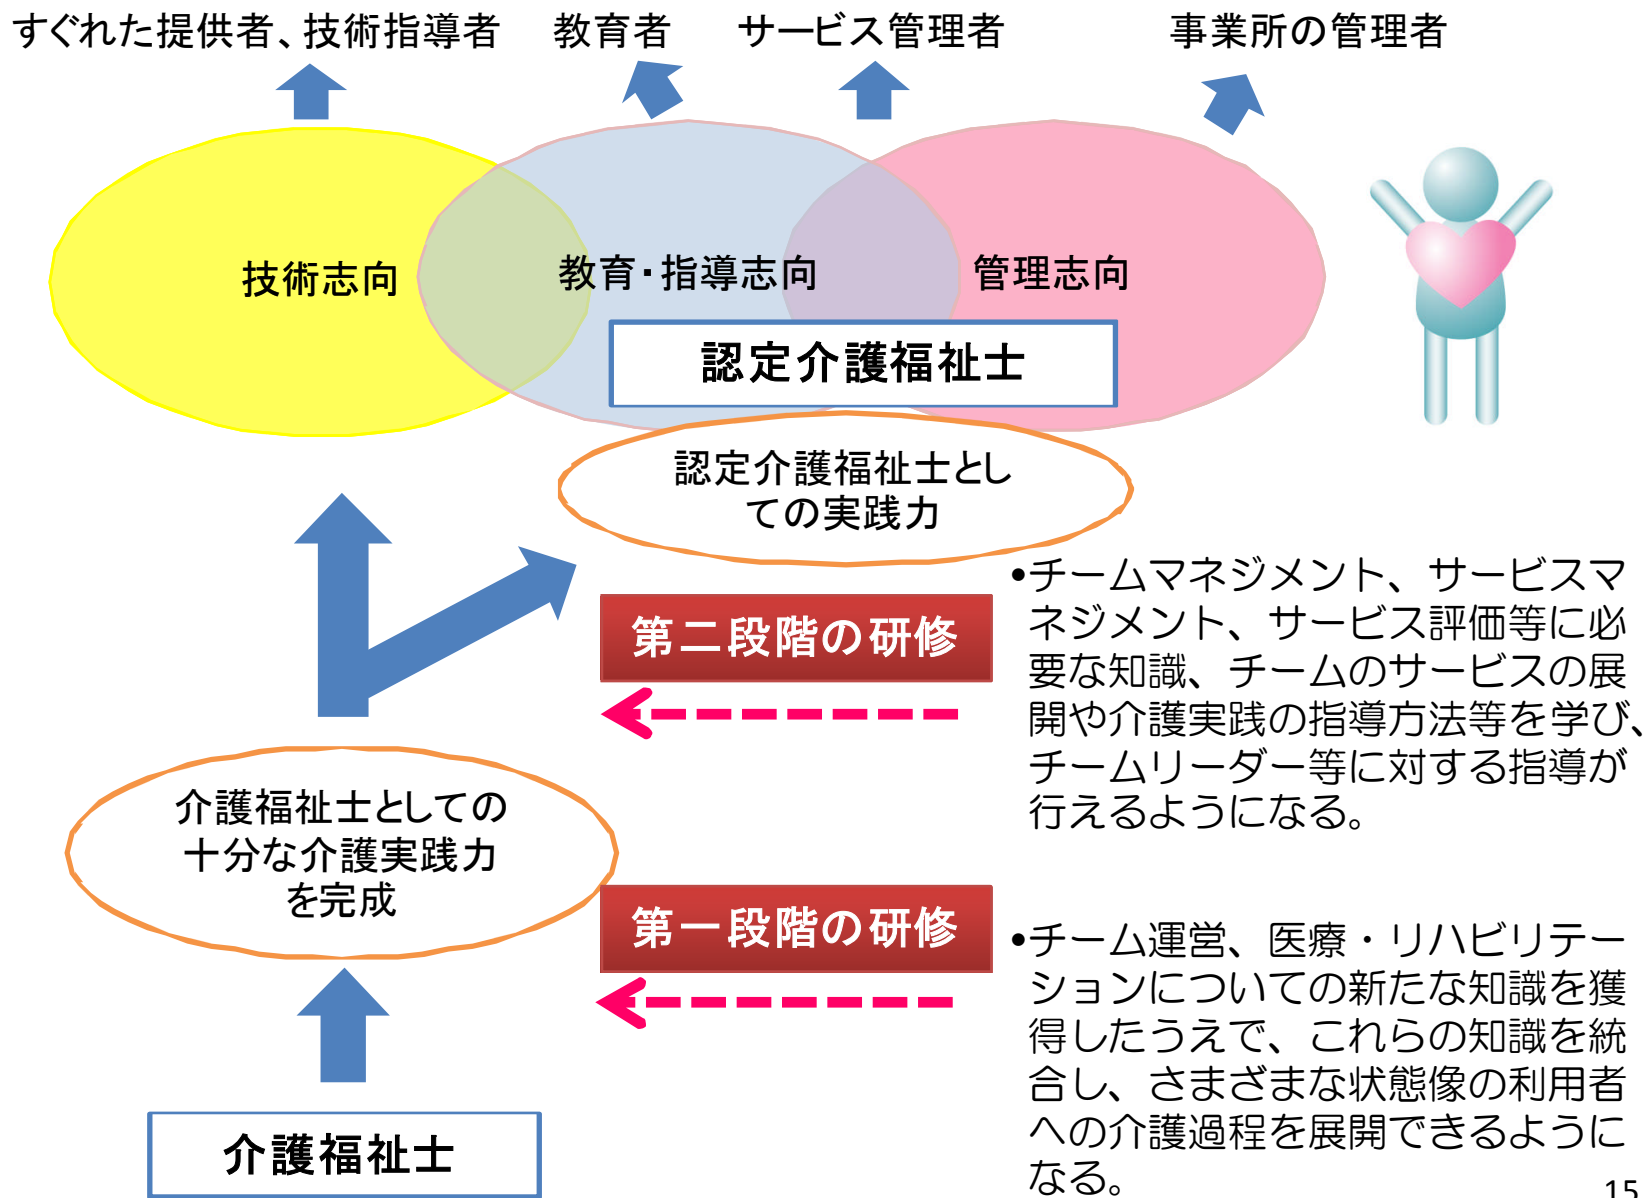 すぐれた提供者、技術指導者
教育者
サービス管理者
事業所の管理者
技術志向
教育・指導志向
管理志向
認定介護福祉士
認定介護福祉士とし
ての実践力
第二段階の研修
•チームマネジメント、サービスマ
ネジメント、サービス評価等に必
要な知識、チームのサービスの展
開や介護実践の指導方法等を学び、
チームリーダー等に対する指導が
行えるようになる。
介護福祉士としての
十分な介護実践力
を完成
第一段階の研修
•チーム運営、医療・リハビリテー
ションについての新たな知識を獲
得したうえで、これらの知識を統
合し、さまざまな状態像の利用者
への介護過程を展開できるように
なる。
介護福祉士
15